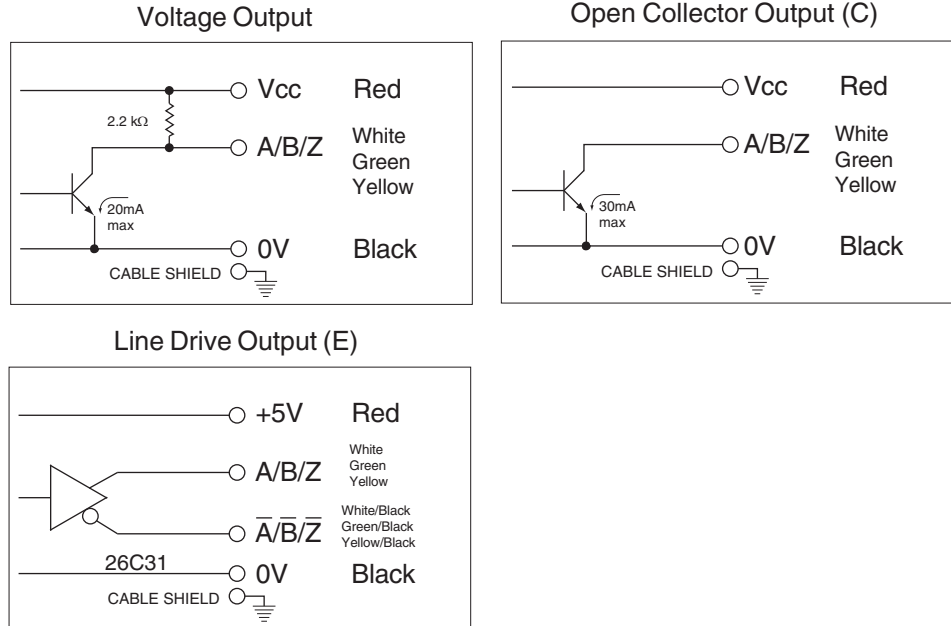 Voltage Output
Vcc Red
2.2 kΩ
A/B/Z White
Green
Yellow
20mA
max
0V Black
CABLE SHIELD
Open Collector Output (C)
Vcc Red
A/B/Z White
Green
Yellow
30mA
max
0V Black
CABLE SHIELD
Line Drive Output (E)
+5V Red
A/B/Z White
Green
Yellow
A̅/B̅/Z̅ White/Black
Green/Black
Yellow/Black
26C31
0V Black
CABLE SHIELD